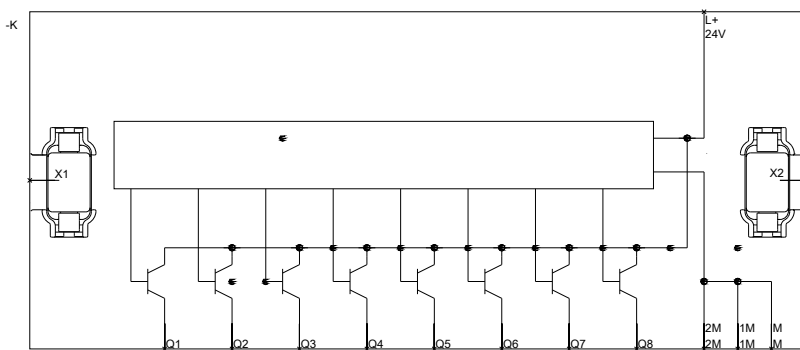 -K
L+
24V
X1
X2
2M 1M M
Q1 Q2 Q3 Q4 Q5 Q6 Q7 Q8 2M 1M M